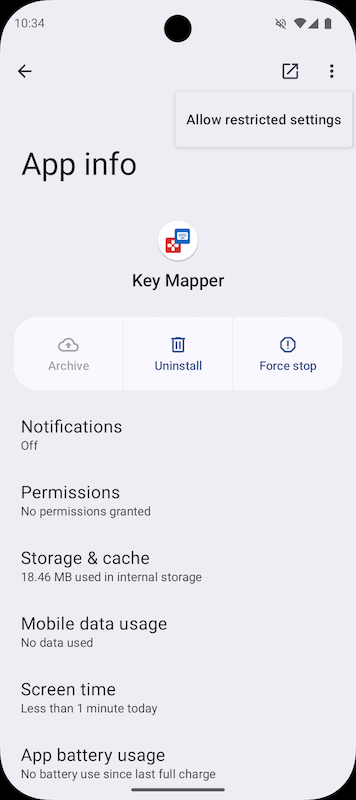 10:34
Allow restricted settings
App info
Key Mapper
Archive
Uninstall
Force stop
Notifications
Off
Permissions
No permissions granted
Storage & cache
18.46 MB used in internal storage
Mobile data usage
No data used
Screen time
Less than 1 minute today
App battery usage
No battery use since last full charge